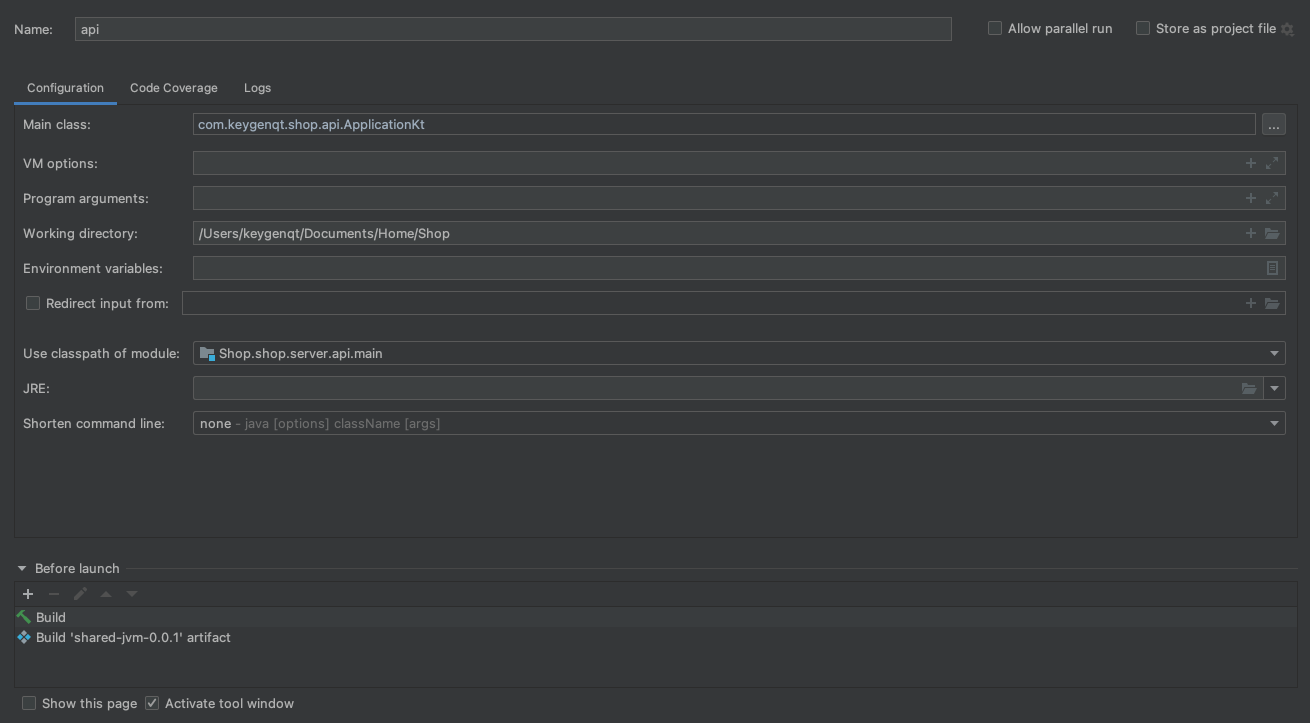 Name: api Allow parallel run Store as project file
Configuration Code Coverage Logs
Main class: com.keygenqt.shop.api.ApplicationKt ...
VM options:
Program arguments:
Working directory: /Users/keygenqt/Documents/Home/Shop
Environment variables:
Redirect input from:
Use classpath of module: Shop.shop.server.api.main
JRE:
Shorten command line: none - java [options] className [args]
Before launch
Build
Build 'shared-jvm-0.0.1' artifact
Show this page Activate tool window